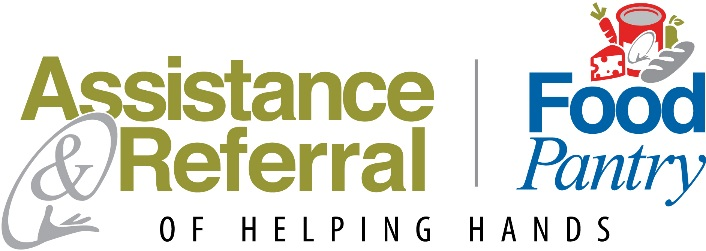 Assistance
& Referral
Food
Pantry
OF HELPING HANDS